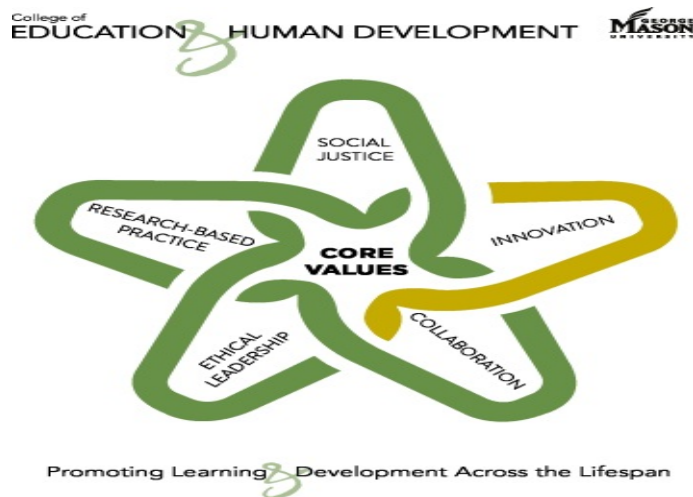 College of
EDUCATION & HUMAN DEVELOPMENT
GEORGE
MASON
UNIVERSITY
SOCIAL
JUSTICE
RESEARCH-BASED
PRACTICE
INNOVATION
CORE
VALUES
ETHICAL
LEADERSHIP
COLLABORATION
Promoting Learning & Development Across the Lifespan